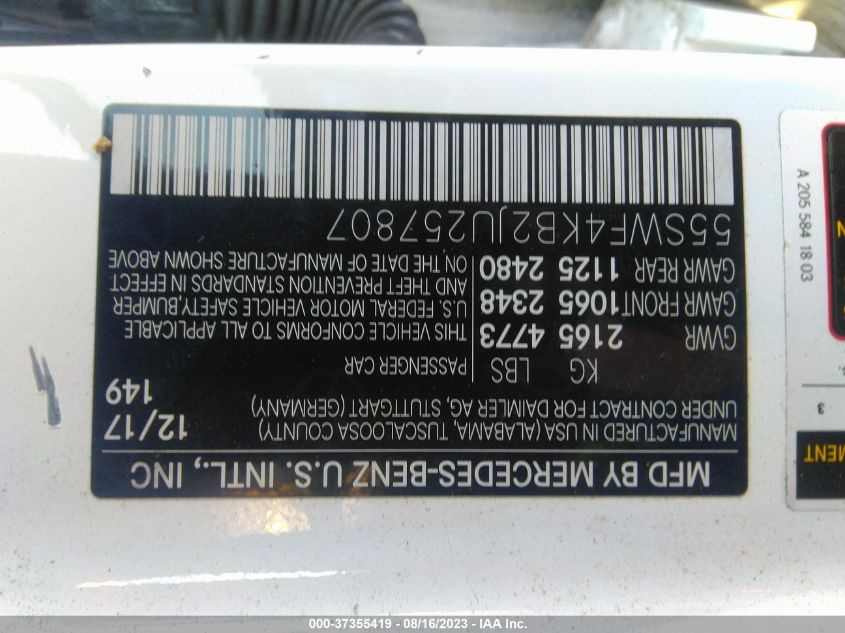 MFD BY MERCEDES-BENZ U.S. INTL., INC
MANUFACTURED IN USA (ALABAMA, TUSCALOOSA COUNTY)
UNDER CONTRACT FOR DAIMLER AG, STUTTGART (GERMANY)
12/17
149
KG LBS
GVWR 2165 4773
GAWR FRONT 1065 2348
GAWR REAR 1125 2480
PASSENGER CAR
THIS VEHICLE CONFORMS TO ALL APPLICABLE
U.S. FEDERAL MOTOR VEHICLE SAFETY, BUMPER
AND THEFT PREVENTION STANDARDS IN EFFECT
ON THE DATE OF MANUFACTURE SHOWN ABOVE
55SWF4KB2JU257807
A 205 584 18 03
3
000-37355419 - 08/16/2023 - IAA Inc.